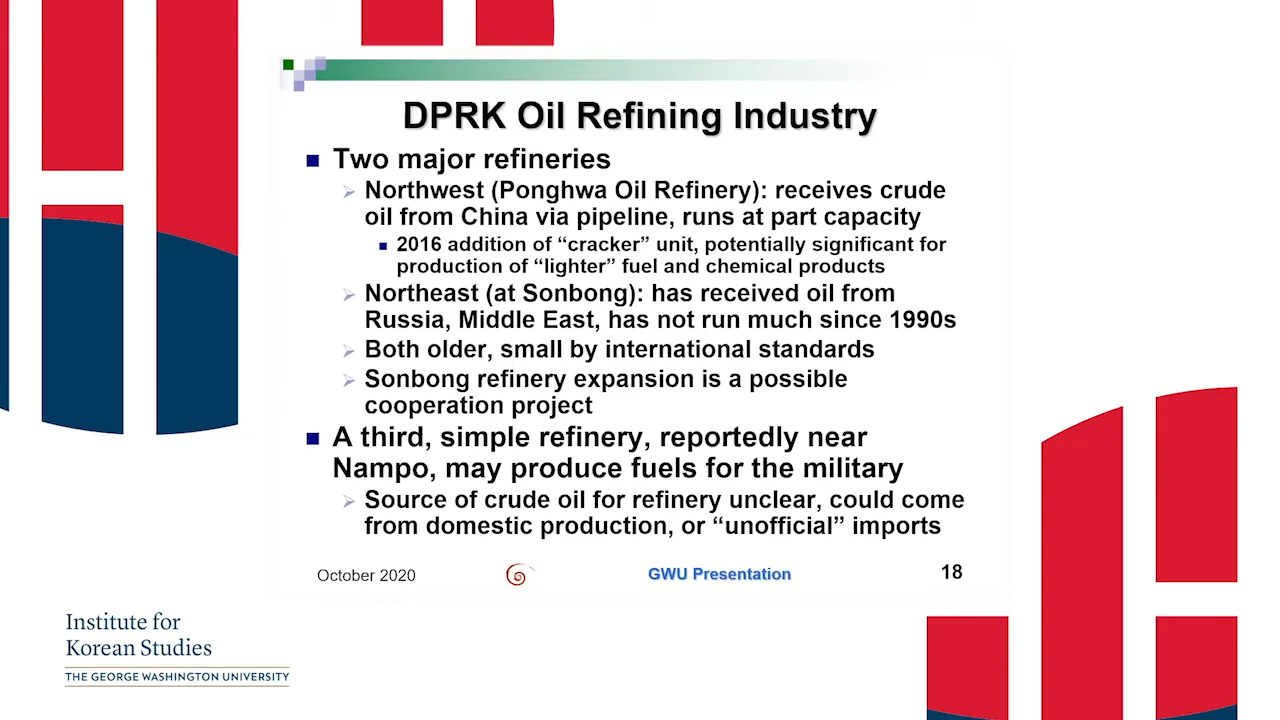 DPRK Oil Refining Industry
Two major refineries
Northwest (Ponghwa Oil Refinery): receives crude
oil from China via pipeline, runs at part capacity
2016 addition of “cracker” unit, potentially significant for
production of “lighter” fuel and chemical products
Northeast (at Sonbong): has received oil from
Russia, Middle East, has not run much since 1990s
Both older, small by international standards
Sonbong refinery expansion is a possible
cooperation project
A third, simple refinery, reportedly near
Nampo, may produce fuels for the military
Source of crude oil for refinery unclear, could come
from domestic production, or “unofficial” imports
October 2020
GWU Presentation
18
Institute for
Korean Studies
THE GEORGE WASHINGTON UNIVERSITY